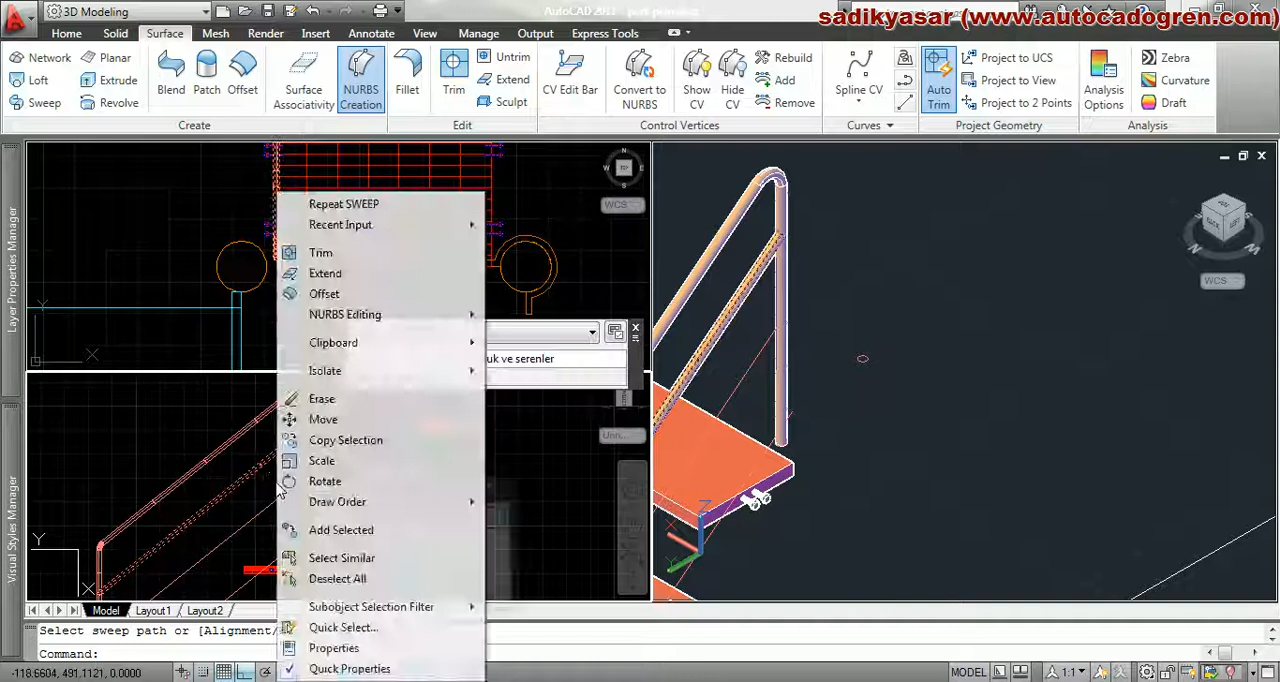 3D Modeling
AutoCAD 201
sadikyasar (www.autocadogren.com)
Home Solid Surface Mesh Render Insert Annotate View Manage Output Express Tools
Network Planar
Loft Extrude
Sweep Revolve
Blend Patch Offset
Surface Associativity
NURBS Creation
Fillet
Trim
Untrim
Extend
Sculpt
CV Edit Bar
Convert to NURBS
Show CV
Hide CV
Rebuild
Add
Remove
Spline CV
Auto Trim
Project to UCS
Project to View
Project to 2 Points
Analysis Options
Zebra
Curvature
Draft
Create Edit Control Vertices Curves Project Geometry Analysis
Layer Properties Manager
Visual Styles Manager
N
W
S
WCS
WCS
Repeat SWEEP
Recent Input
Trim
Extend
Offset
NURBS Editing
Clipboard
Isolate
Erase
Move
Copy Selection
Scale
Rotate
Draw Order
Add Selected
Select Similar
Deselect All
Subobject Selection Filter
Quick Select...
Properties
Quick Properties
uk ve serenler
Unn...
Y
X
Y
X
Z
X
Y
Model Layout1 Layout2
Select sweep path or [Alignment/
Command:
-118.6604, 491.1121, 0.0000
MODEL
1:1